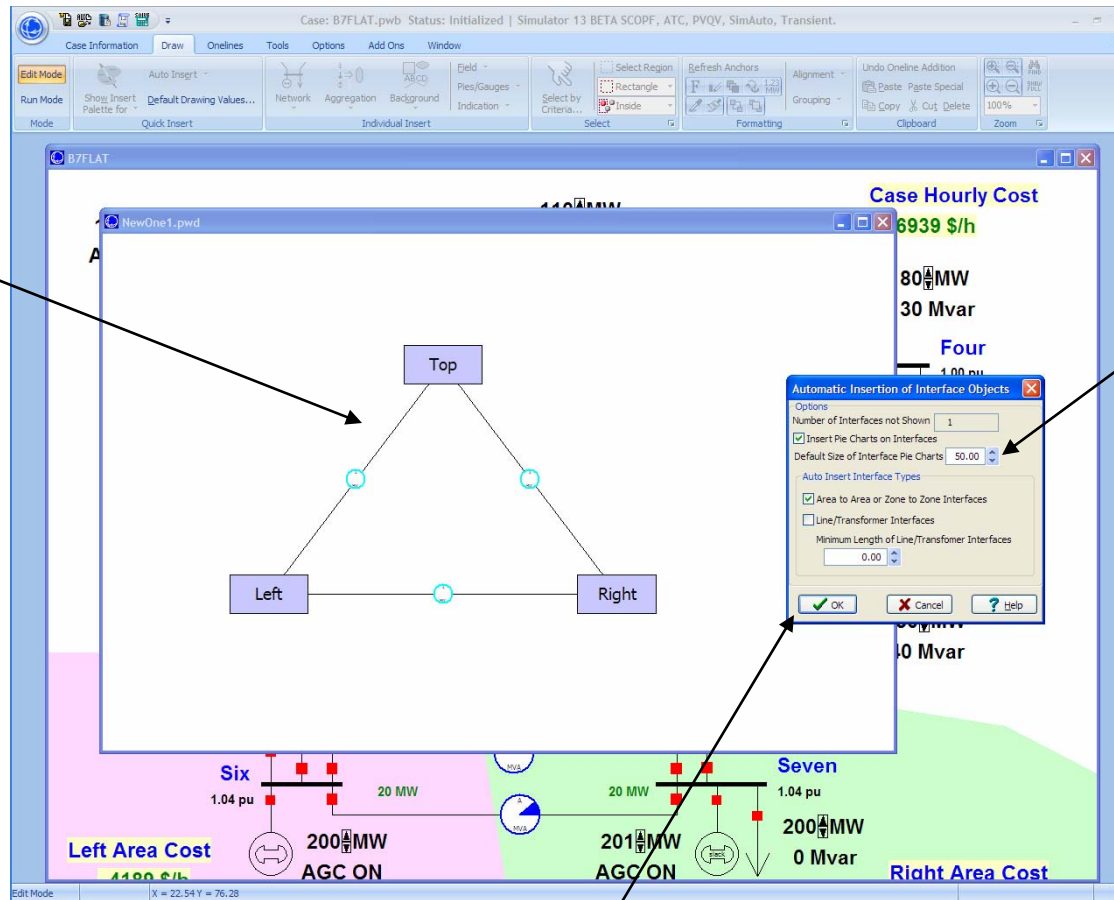 Case: B7FLAT.pwb Status: Initialized | Simulator 13 BETA SCOPF, ATC, PVQV, SimAuto, Transient.
Case Information Draw Onelines Tools Options Add Ons Window
Edit Mode
Run Mode
Mode
Show Insert Palette for
Auto Insert
Default Drawing Values...
Quick Insert
Network
Aggregation
Background
Field
Pies/Gauges
Indication
Individual Insert
Select by Criteria...
Select Region
Rectangle
Inside
Select
Refresh Anchors
Alignment
Grouping
Formatting
Undo Oneline Addition
Paste Paste Special
Copy Cut Delete
Clipboard
100%
Zoom
B7FLAT
Case Hourly Cost
6939 $/h
NewOne1.pwd
80 MW
30 Mvar
Four
1.00 pu
Top
Left
Right
Automatic Insertion of Interface Objects
Options
Number of Interfaces not Shown 1
Insert Pie Charts on Interfaces
Default Size of Interface Pie Charts 50.00
Auto Insert Interface Types
Area to Area or Zone to Zone Interfaces
Line/Transformer Interfaces
Minimum Length of Line/Transfomer Interfaces
0.00
OK Cancel Help
Mvar
Six
1.04 pu
20 MW
MVA
20 MW
Seven
1.04 pu
A
MVA
200 MW
AGC ON
201 MW
AGC ON
slack
200 MW
0 Mvar
Left Area Cost
4189 $/h
Right Area Cost
Edit Mode X = 22.54 Y = 76.28